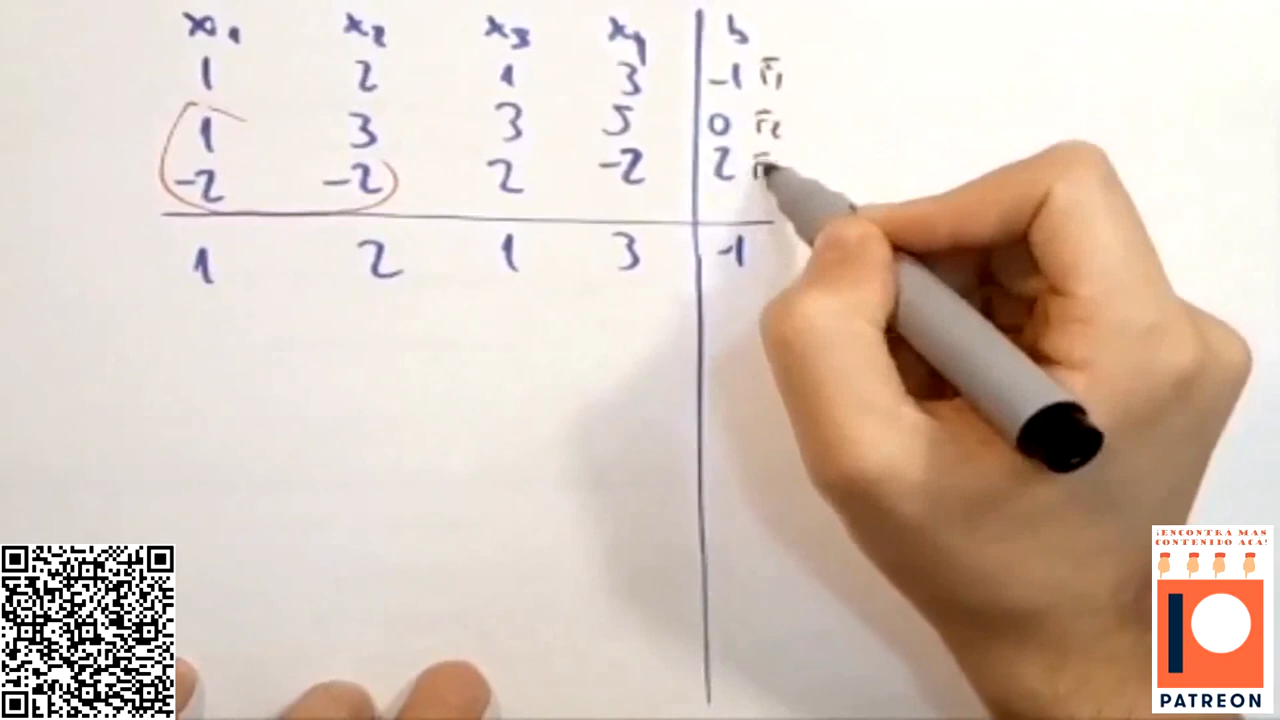 x1 x2 x3 x4 b
1 2 1 3 -1 F1
1 3 3 5 0 F2
-2 -2 2 -2 2 F
1 2 1 3 -1
¡ENCONTRA MAS
CONTENIDO ACA!
PATREON